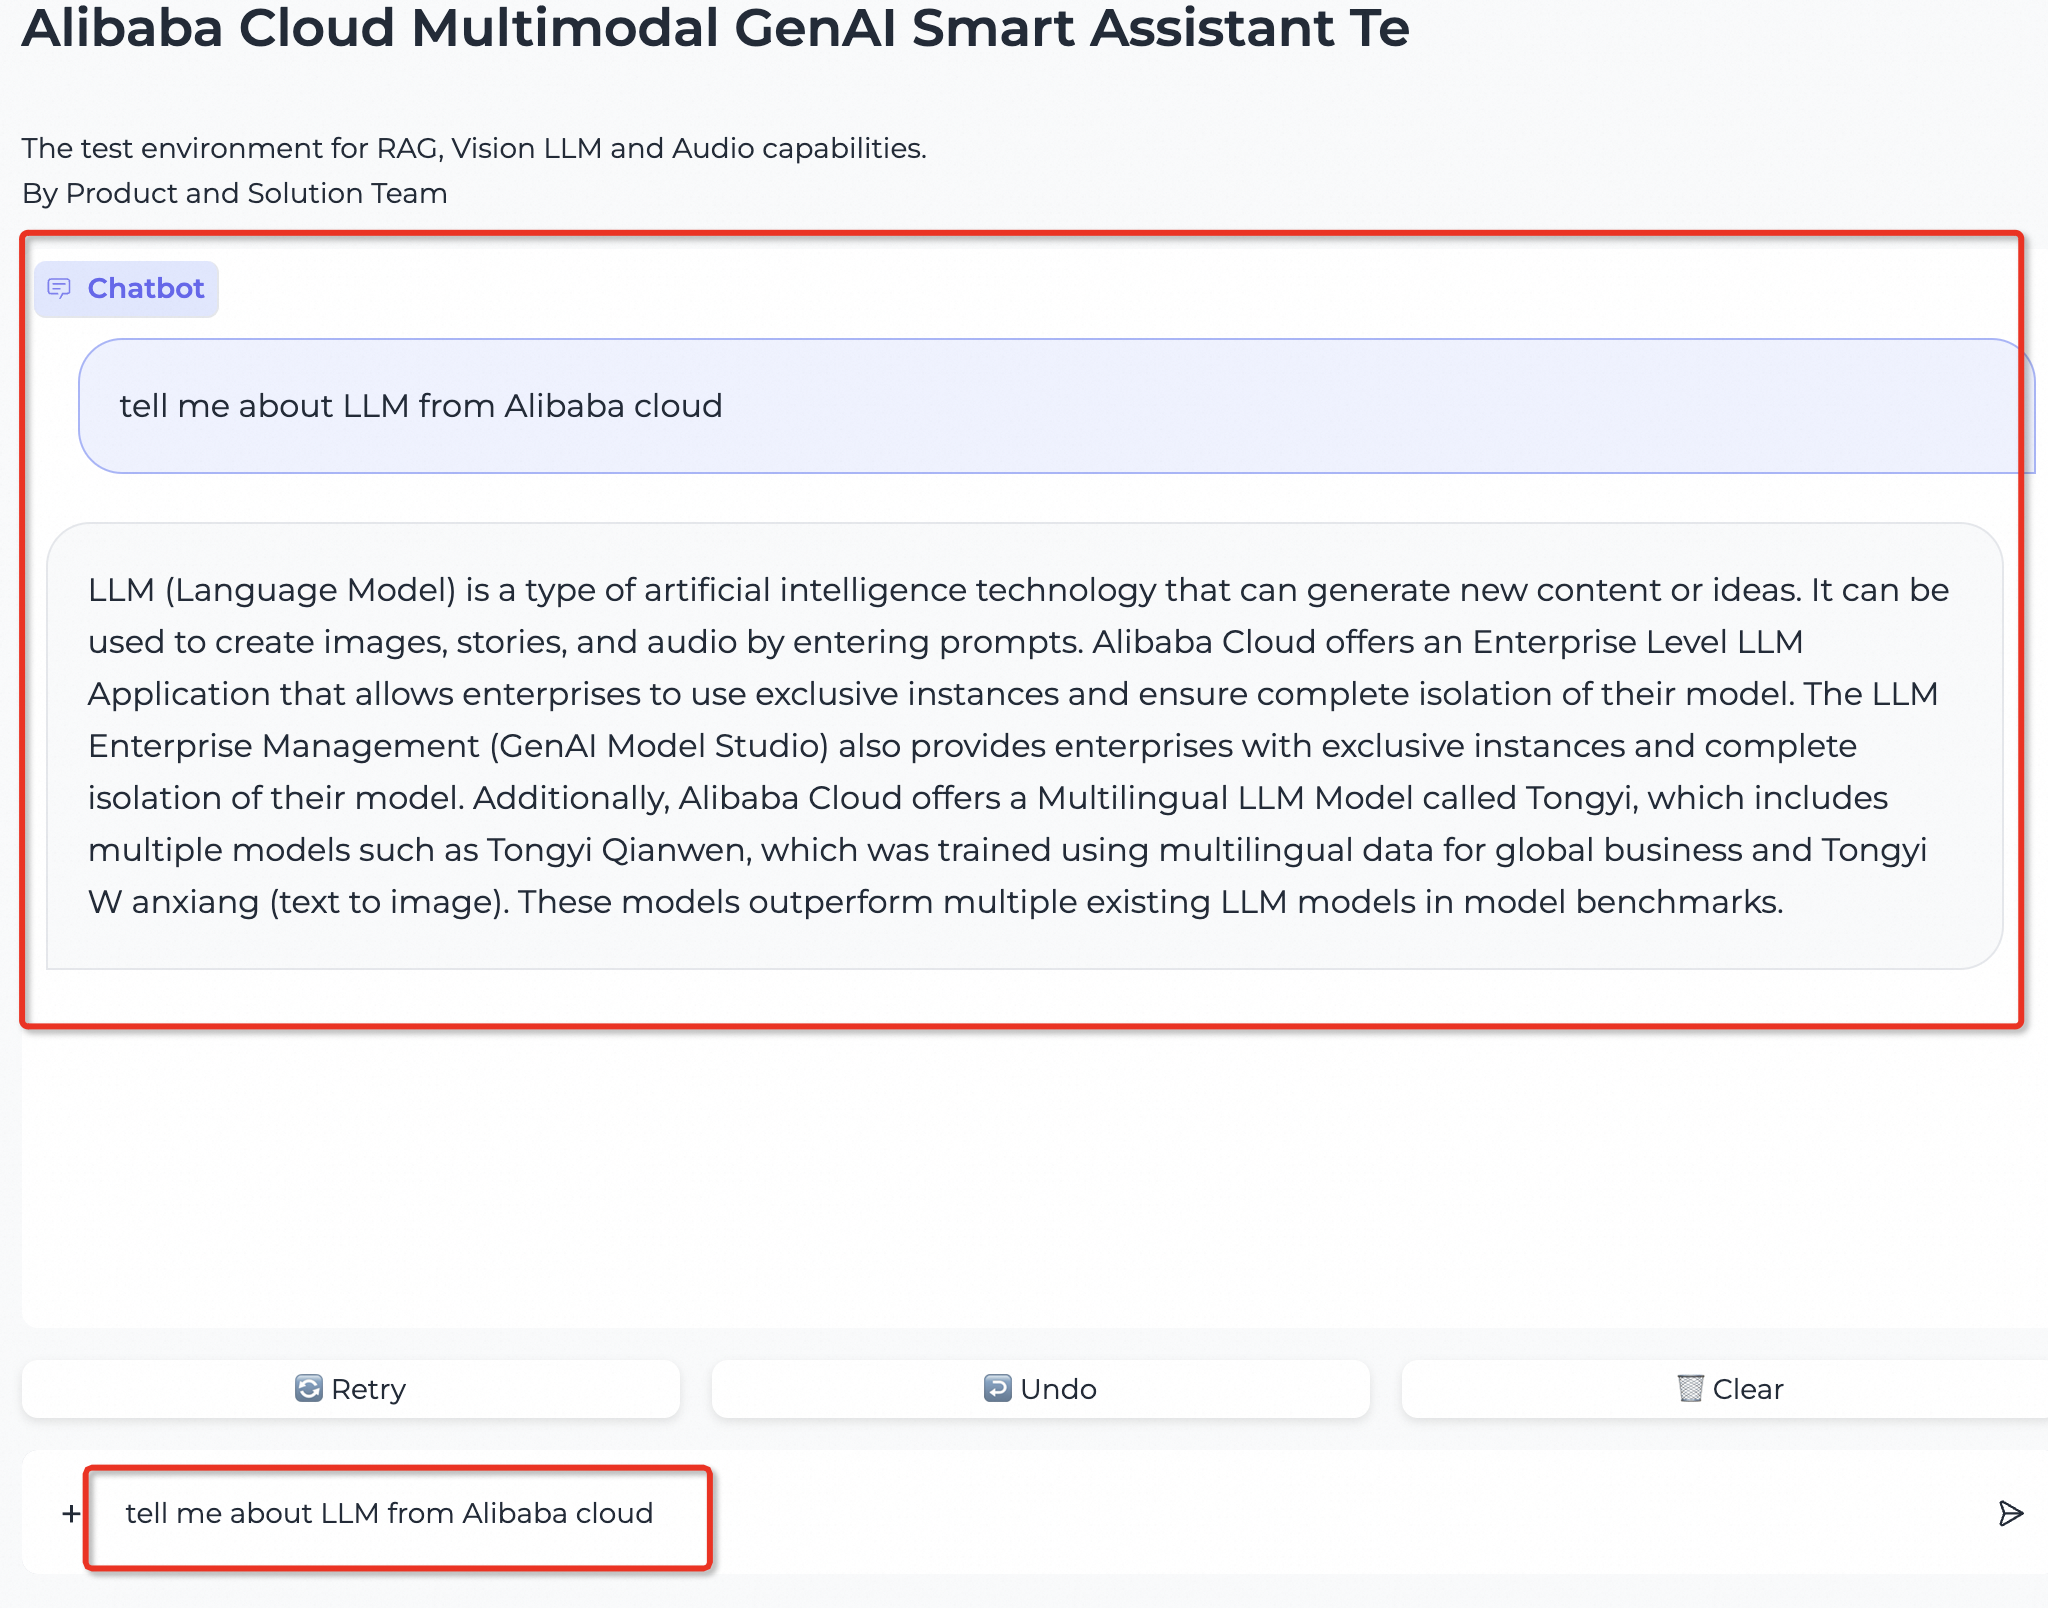 Alibaba Cloud Multimodal GenAI Smart Assistant Te
The test environment for RAG, Vision LLM and Audio capabilities.
By Product and Solution Team
Chatbot
tell me about LLM from Alibaba cloud
LLM (Language Model) is a type of artificial intelligence technology that can generate new content or ideas. It can be
used to create images, stories, and audio by entering prompts. Alibaba Cloud offers an Enterprise Level LLM
Application that allows enterprises to use exclusive instances and ensure complete isolation of their model. The LLM
Enterprise Management (GenAI Model Studio) also provides enterprises with exclusive instances and complete
isolation of their model. Additionally, Alibaba Cloud offers a Multilingual LLM Model called Tongyi, which includes
multiple models such as Tongyi Qianwen, which was trained using multilingual data for global business and Tongyi
W anxiang (text to image). These models outperform multiple existing LLM models in model benchmarks.
Retry
Undo
Clear
+ tell me about LLM from Alibaba cloud